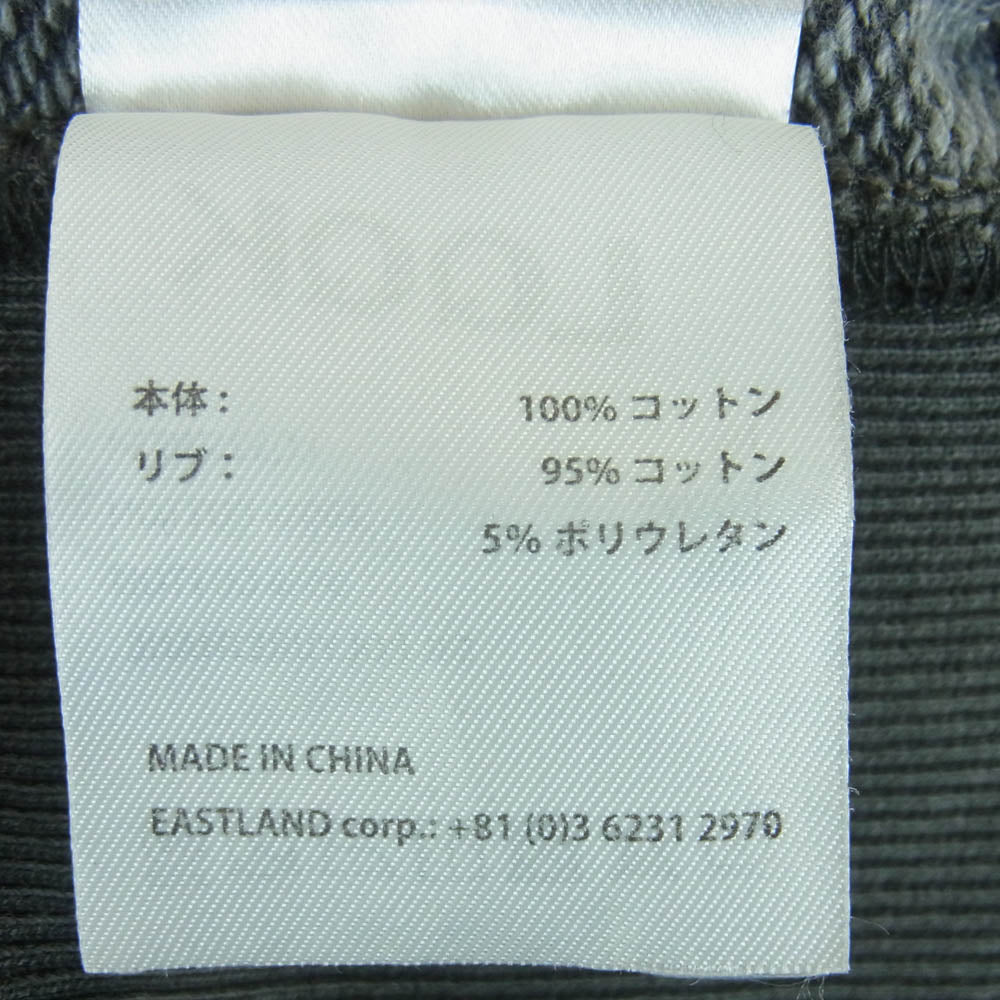 本体： 100% コットン
リブ： 95% コットン
5% ポリウレタン
MADE IN CHINA
EASTLAND corp.: +81 (0)3 6231 2970